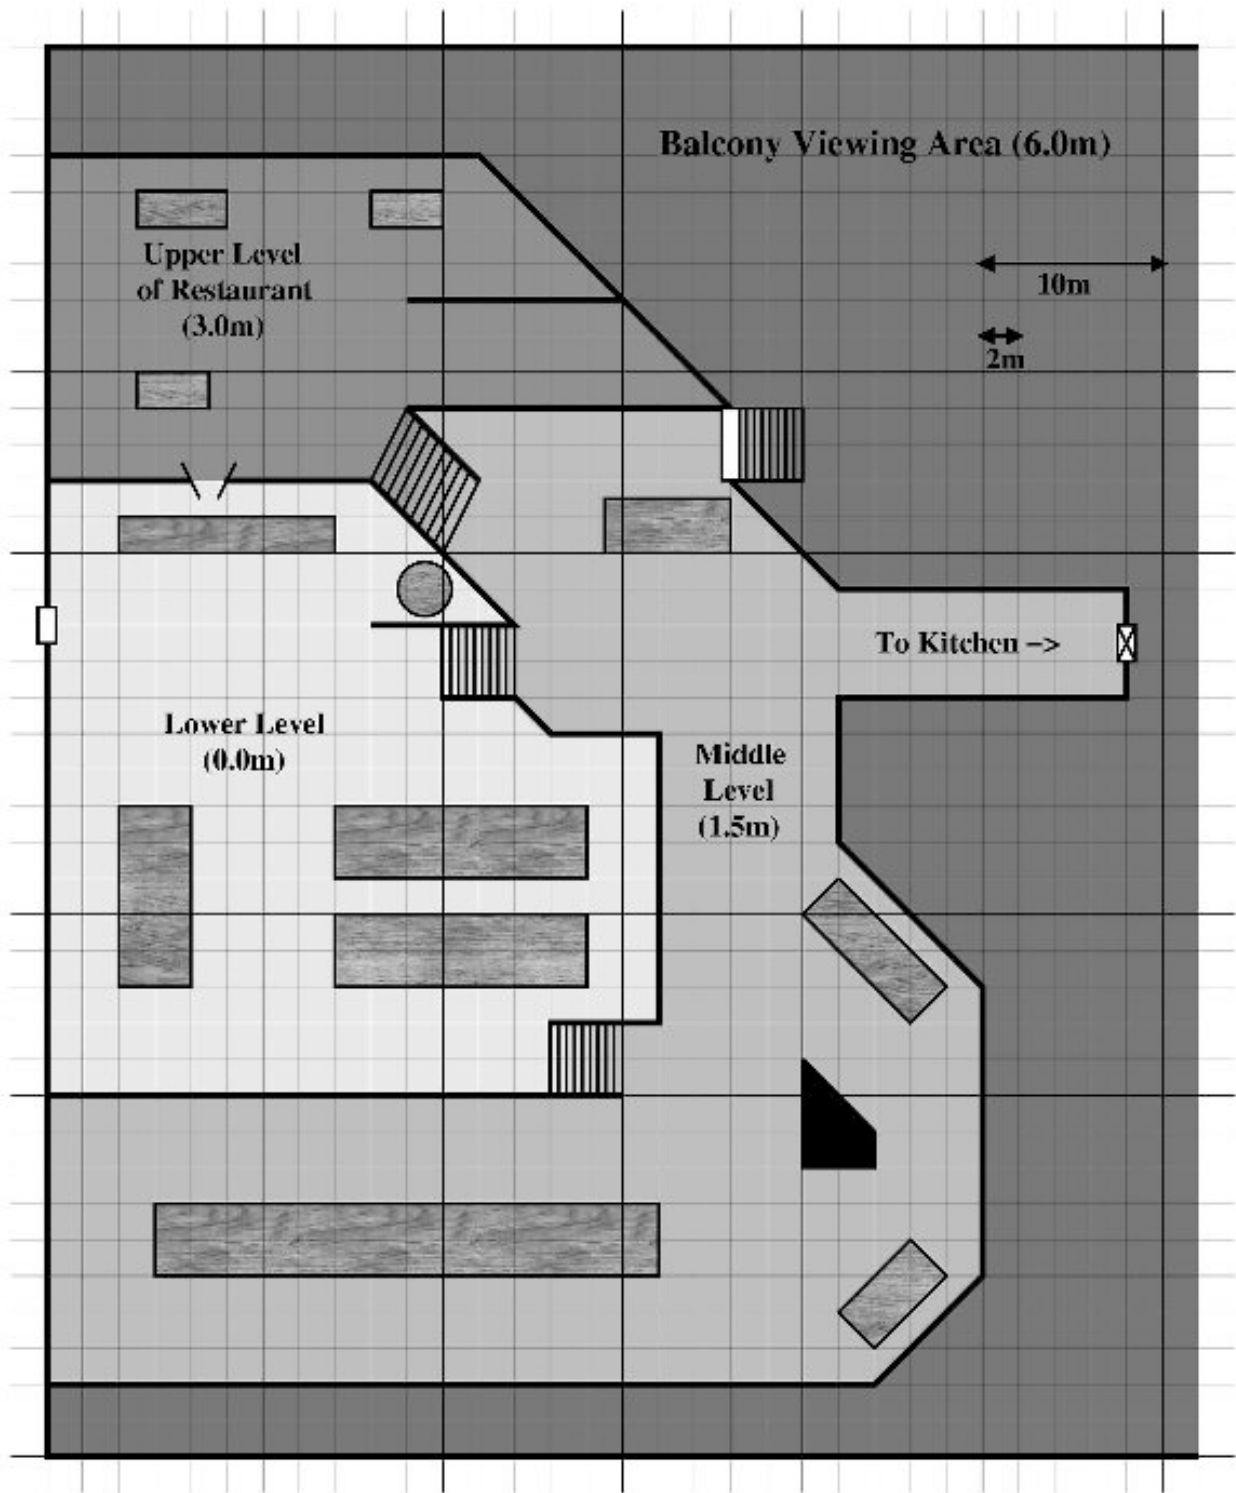 Balcony Viewing Area (6.0m)
Upper Level
of Restaurant
(3.0m)
10m
2m
To Kitchen –>
Lower Level
(0.0m)
Middle
Level
(1.5m)